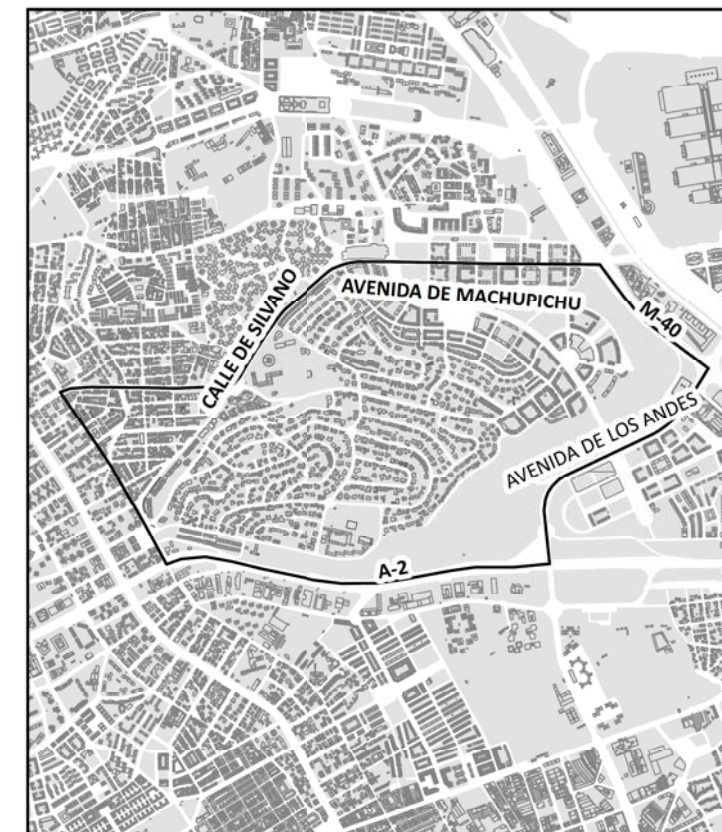 CALLE DE SILVANO
AVENIDA DE MACHUPICHU
M-40
AVENIDA DE LOS ANDES
A-2